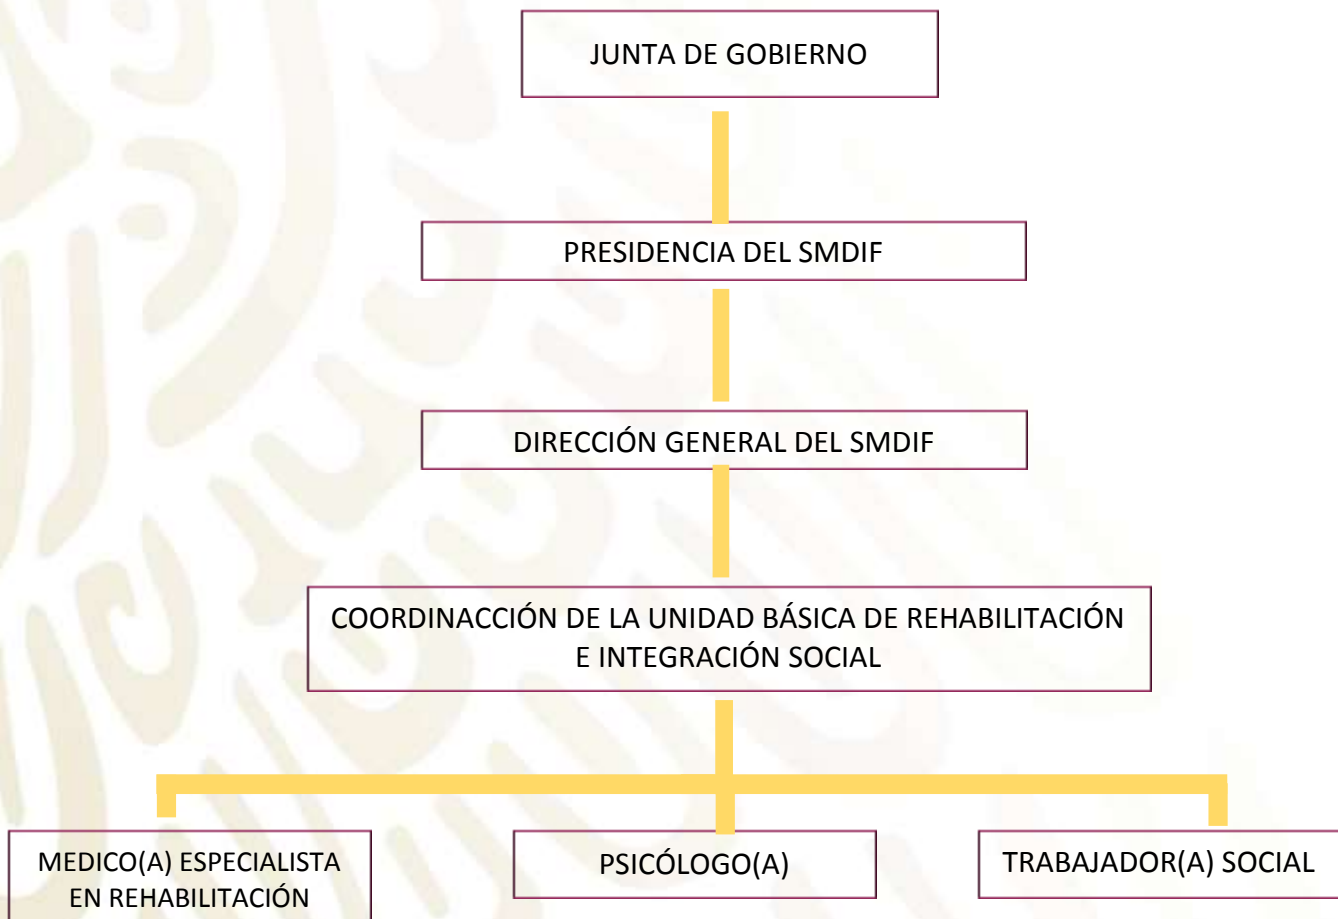 JUNTA DE GOBIERNO
PRESIDENCIA DEL SMDIF
DIRECCIÓN GENERAL DEL SMDIF
COORDINACCIÓN DE LA UNIDAD BÁSICA DE REHABILITACIÓN
E INTEGRACIÓN SOCIAL
MEDICO(A) ESPECIALISTA
EN REHABILITACIÓN
PSICÓLOGO(A)
TRABAJADOR(A) SOCIAL